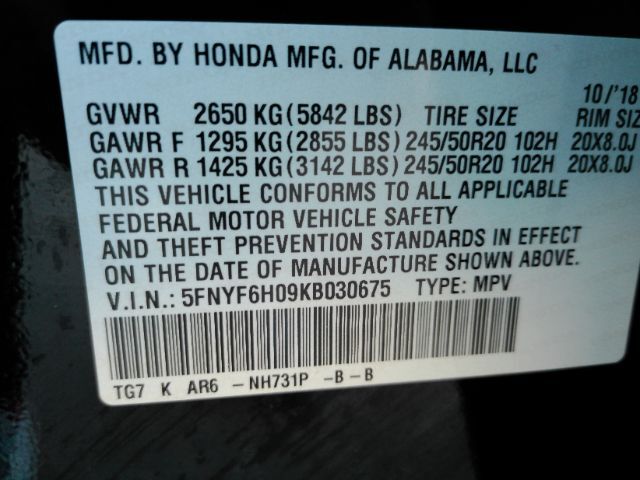 MFD. BY HONDA MFG. OF ALABAMA, LLC
10/'18
GVWR 2650 KG(5842 LBS) TIRE SIZE RIM SIZ
GAWR F 1295 KG(2855 LBS) 245/50R20 102H 20X8.0J
GAWR R 1425 KG(3142 LBS) 245/50R20 102H 20X8.0J
THIS VEHICLE CONFORMS TO ALL APPLICABLE
FEDERAL MOTOR VEHICLE SAFETY
AND THEFT PREVENTION STANDARDS IN EFFECT
ON THE DATE OF MANUFACTURE SHOWN ABOVE.
V.I.N.: 5FNYF6H09KB030675 TYPE: MPV
TG7 K AR6 -NH731P -B-B